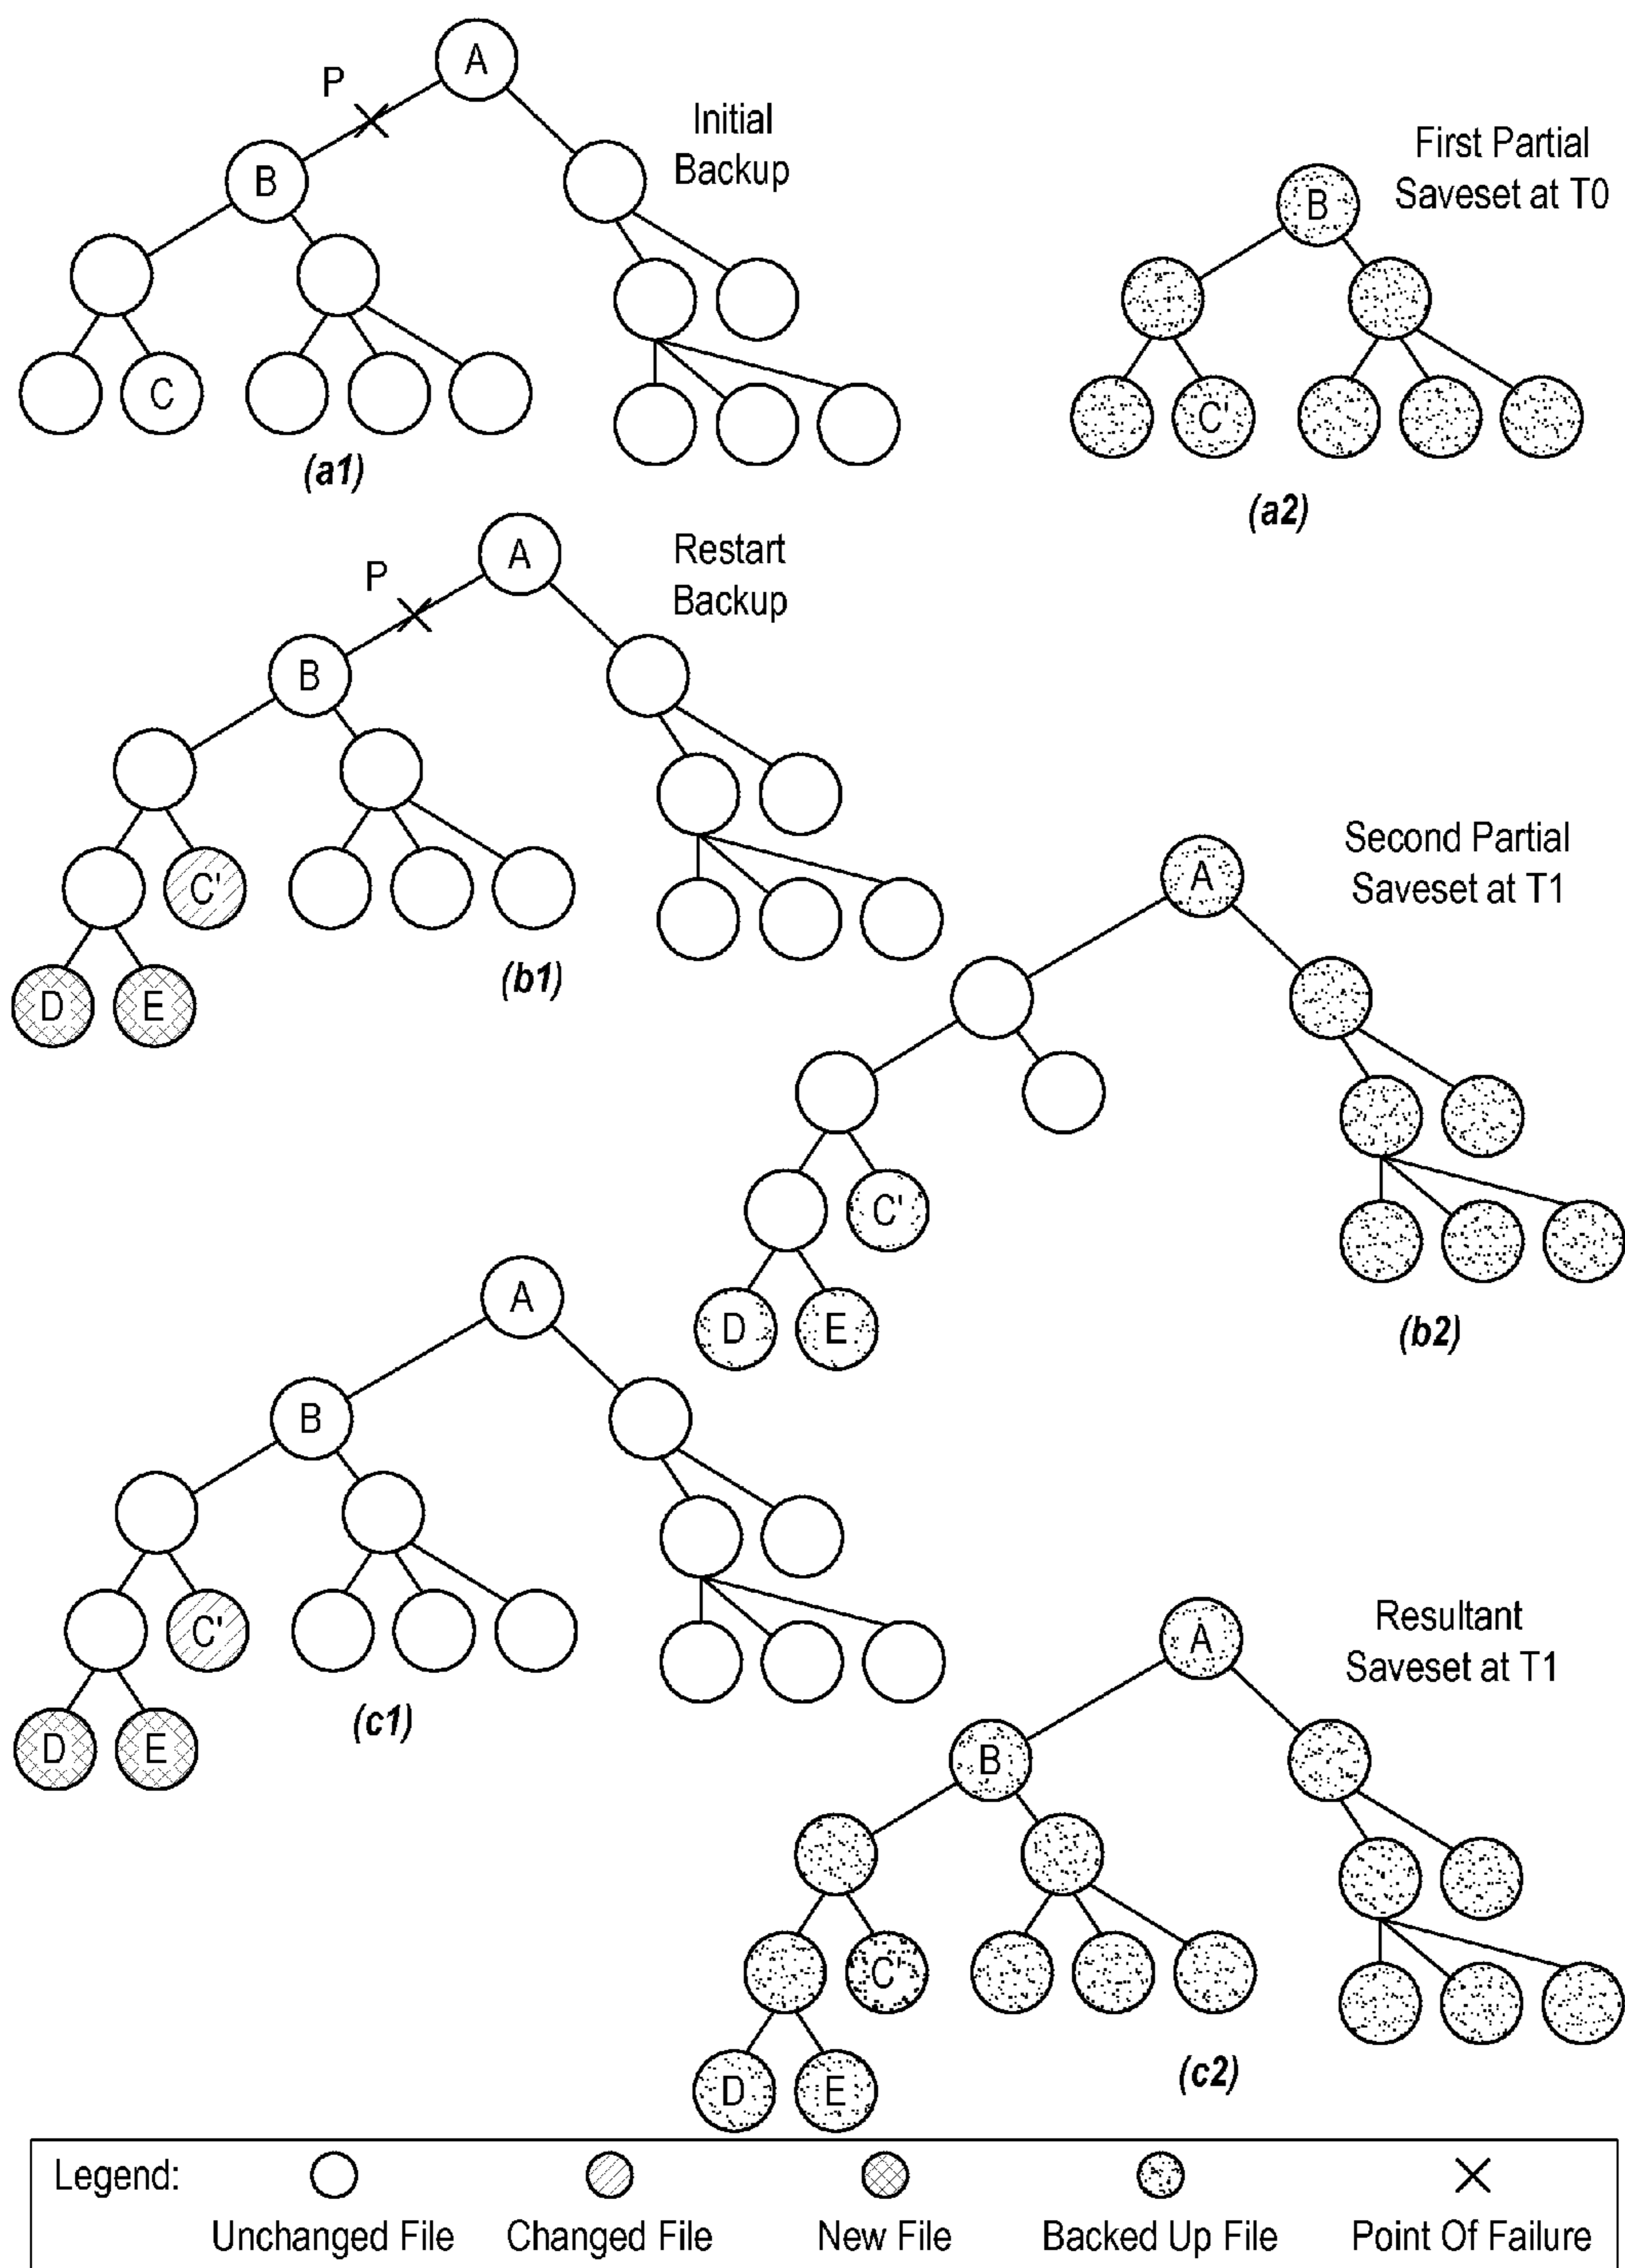 A
P
Initial
Backup
B
C
(a1)
First Partial
Saveset at T0
B
C'
(a2)
A
Restart
Backup
P
B
C'
D
E
(b1)
Second Partial
Saveset at T1
A
C'
D
E
(b2)
A
B
C'
D
E
(c1)
Resultant
Saveset at T1
A
B
C'
D
E
(c2)
Legend:
Unchanged File
Changed File
New File
Backed Up File
Point Of Failure